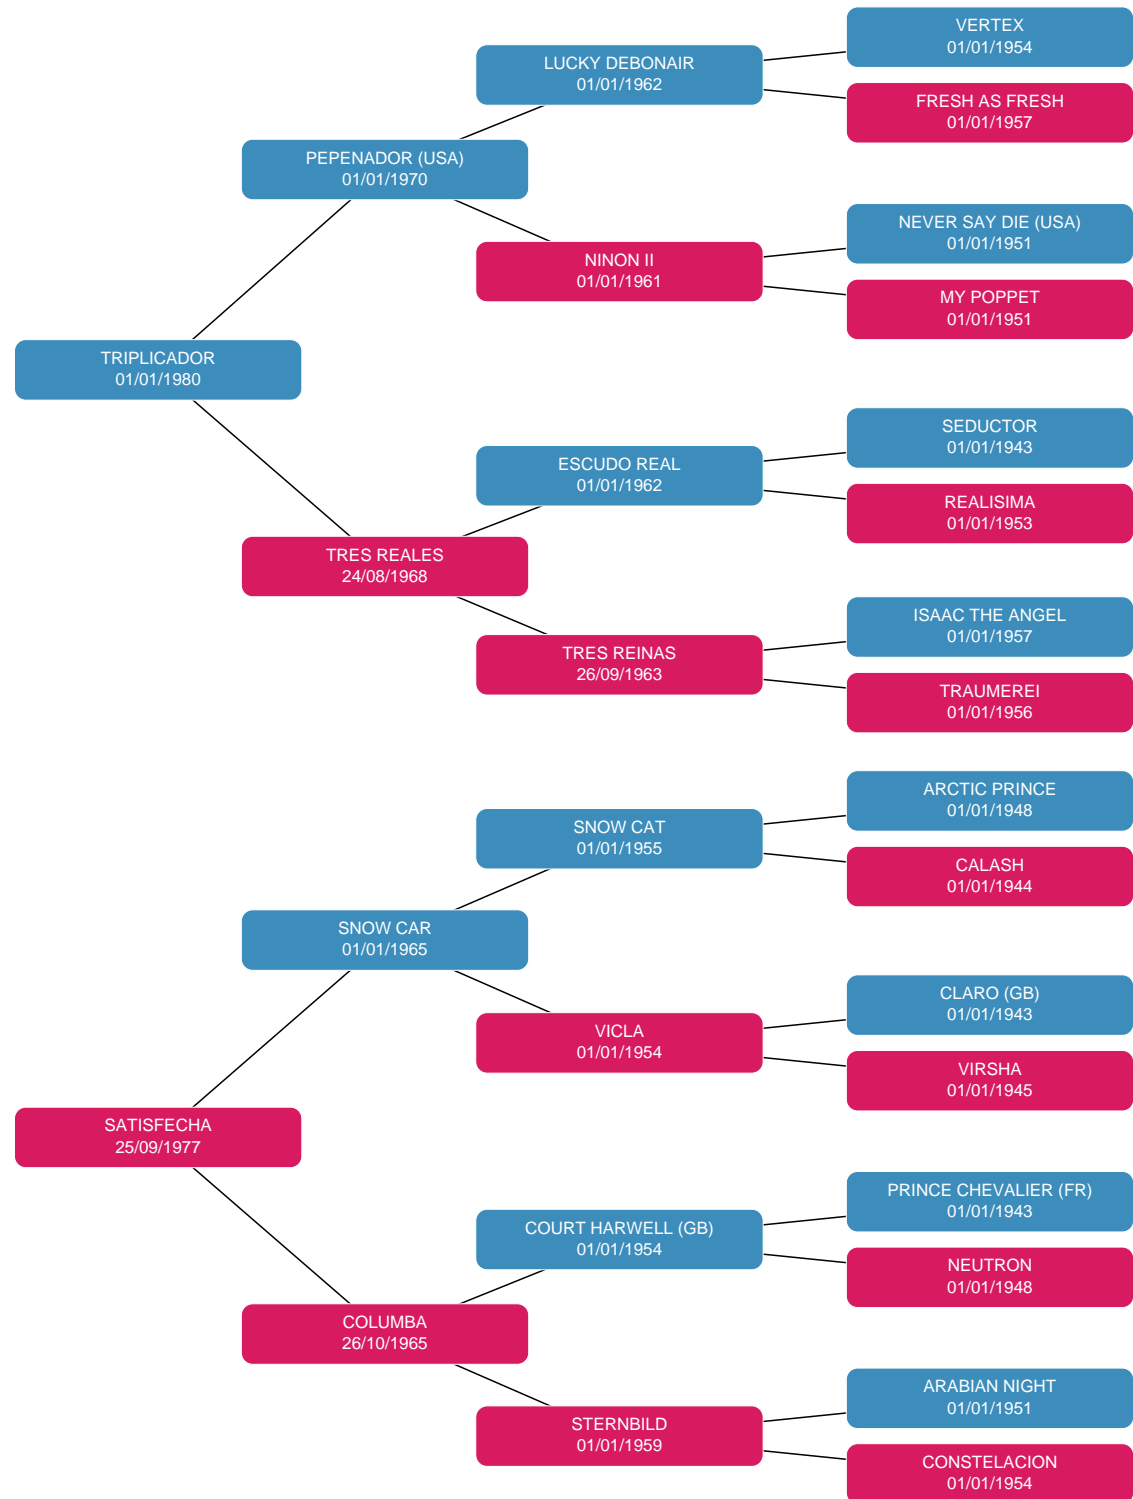 VERTEX
01/01/1954
LUCKY DEBONAIR
01/01/1962
FRESH AS FRESH
01/01/1957
PEPENADOR (USA)
01/01/1970
NEVER SAY DIE (USA)
01/01/1951
NINON II
01/01/1961
MY POPPET
01/01/1951
TRIPLICADOR
01/01/1980
SEDUCTOR
01/01/1943
ESCUDO REAL
01/01/1962
REALISIMA
01/01/1953
TRES REALES
24/08/1968
ISAAC THE ANGEL
01/01/1957
TRES REINAS
26/09/1963
TRAUMEREI
01/01/1956
ARCTIC PRINCE
01/01/1948
SNOW CAT
01/01/1955
CALASH
01/01/1944
SNOW CAR
01/01/1965
CLARO (GB)
01/01/1943
VICLA
01/01/1954
VIRSHA
01/01/1945
SATISFECHA
25/09/1977
PRINCE CHEVALIER (FR)
01/01/1943
COURT HARWELL (GB)
01/01/1954
NEUTRON
01/01/1948
COLUMBA
26/10/1965
ARABIAN NIGHT
01/01/1951
STERNBILD
01/01/1959
CONSTELACION
01/01/1954